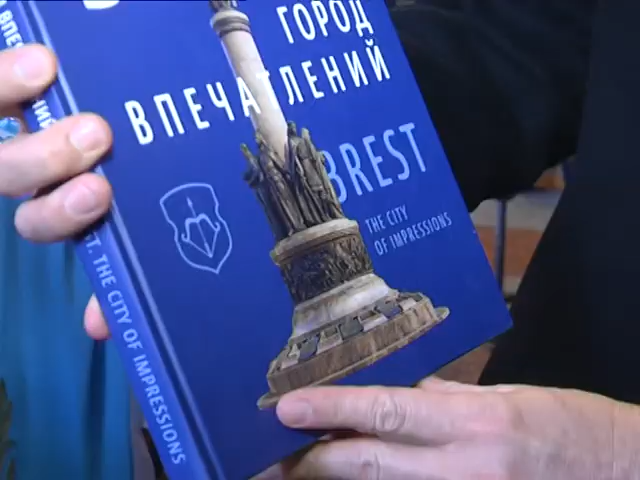 ГОРОД
ВПЕЧАТЛЕНИЙ
BREST
THE CITY
OF IMPRESSIONS
THE CITY OF IMPRESSIONS